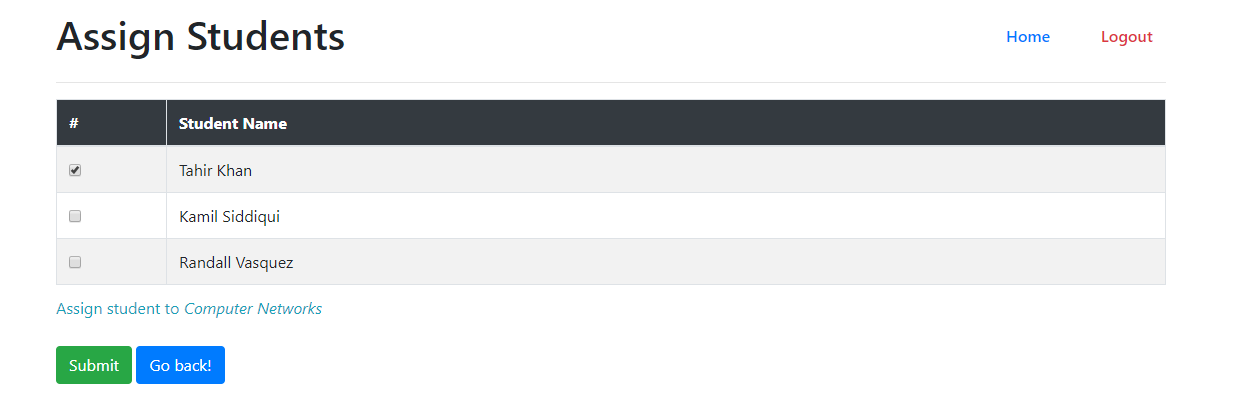 Assign Students
Home
Logout
# Student Name
Tahir Khan
Kamil Siddiqui
Randall Vasquez
Assign student to Computer Networks
Submit Go back!